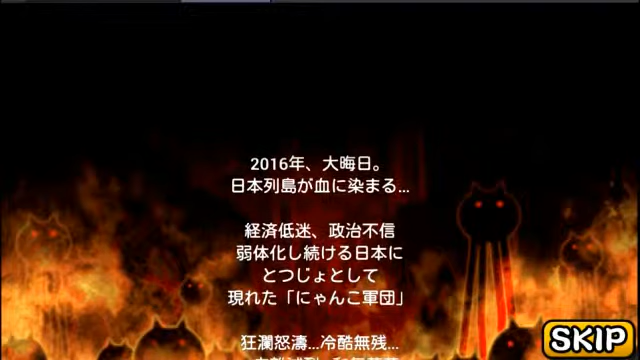 2016年、大晦日。
日本列島が血に染まる...
経済低迷、政治不信
弱体化し続ける日本に
とつじょとして
現れた「にゃんこ軍団」
狂瀾怒濤...冷酷無残...
SKIP